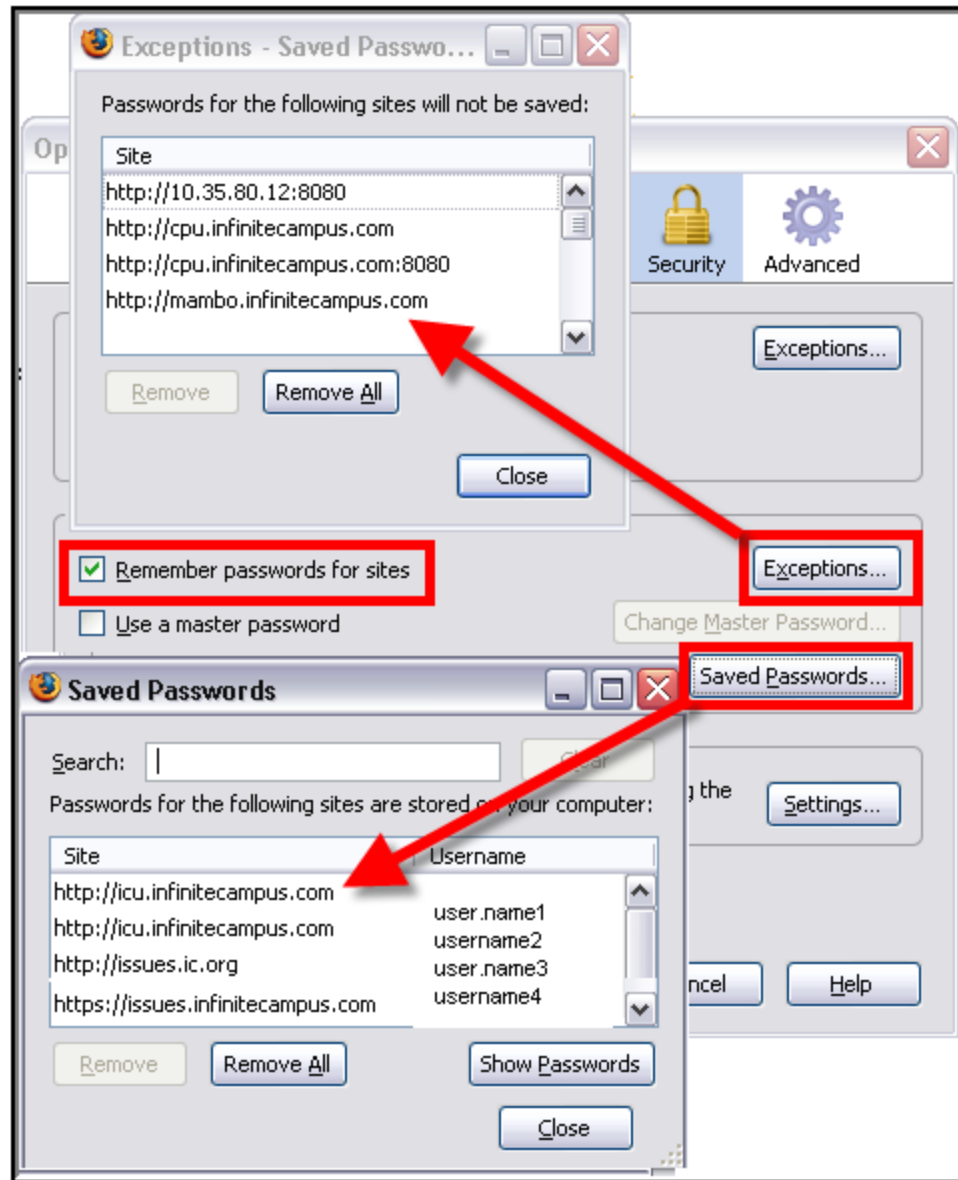 Exceptions - Saved Passwo...
Passwords for the following sites will not be saved:
Site
http://10.35.80.12:8080
http://cpu.infinitecampus.com
http://cpu.infinitecampus.com:8080
http://mambo.infinitecampus.com
Remove
Remove All
Close
Op
Security
Advanced
Exceptions...
Remember passwords for sites
Exceptions...
Use a master password
Change Master Password...
Saved Passwords...
Saved Passwords
Search:
Clear
Passwords for the following sites are stored on your computer:
Site Username
http://icu.infinitecampus.com
http://icu.infinitecampus.com
http://issues.ic.org
https://issues.infinitecampus.com
user.name1
username2
user.name3
username4
Remove
Remove All
Show Passwords
Close
g the
Settings...
ncel
Help